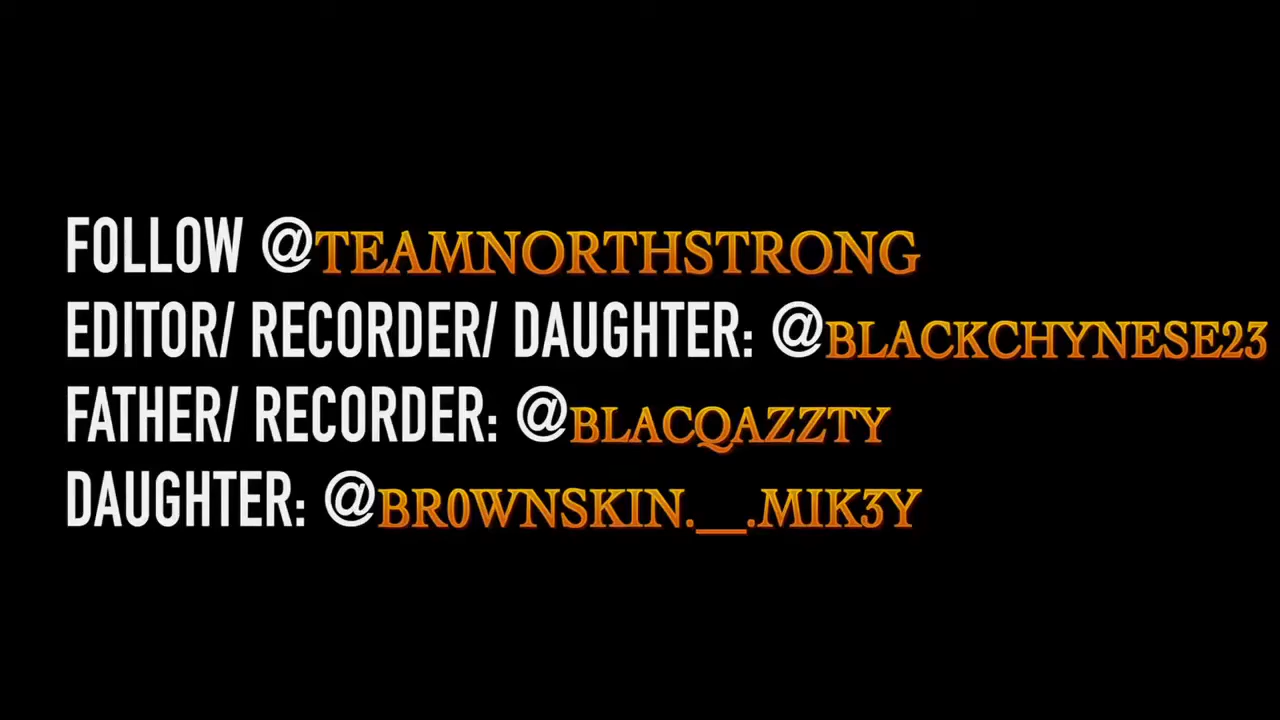 FOLLOW @TEAMNORTHSTRONG
EDITOR/ RECORDER/ DAUGHTER: @BLACKCHYNESE23
FATHER/ RECORDER: @BLACQAZZTY
DAUGHTER: @BR0WNSKIN.__.MIK3Y